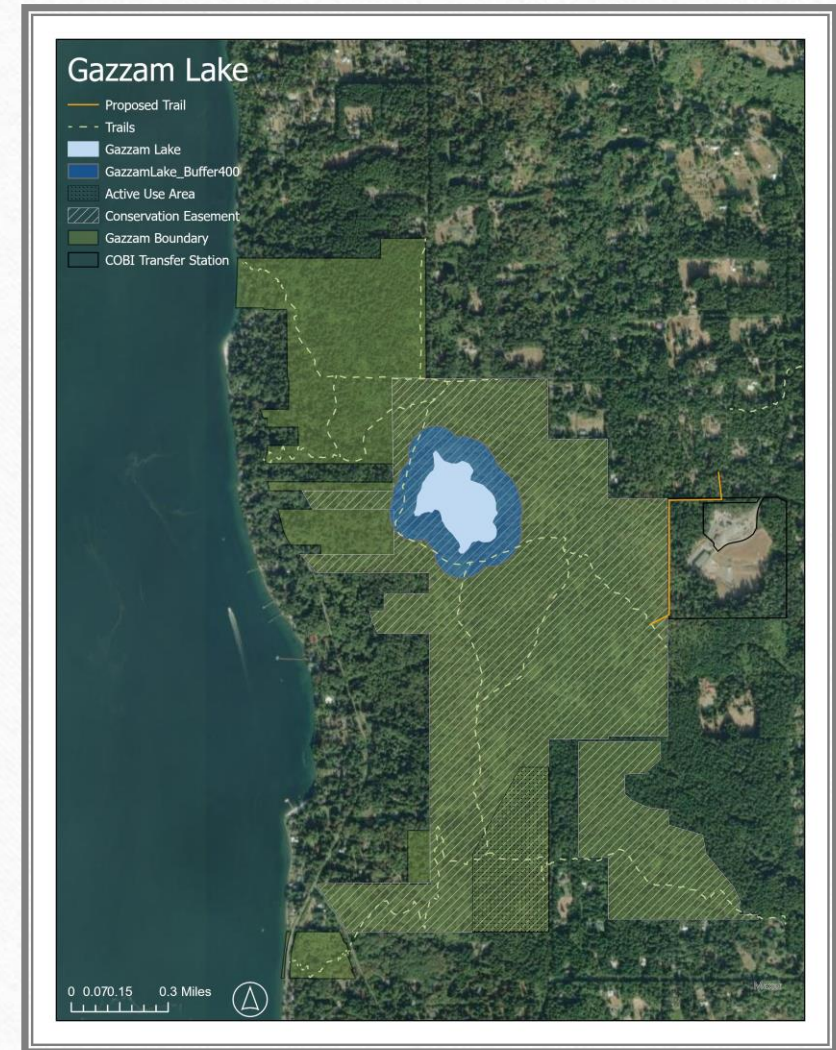 Gazzam Lake
Proposed Trail
Trails
Gazzam Lake
GazzamLake_Buffer400
Active Use Area
Conservation Easement
Gazzam Boundary
COBI Transfer Station
0 0.070.15 0.3 Miles